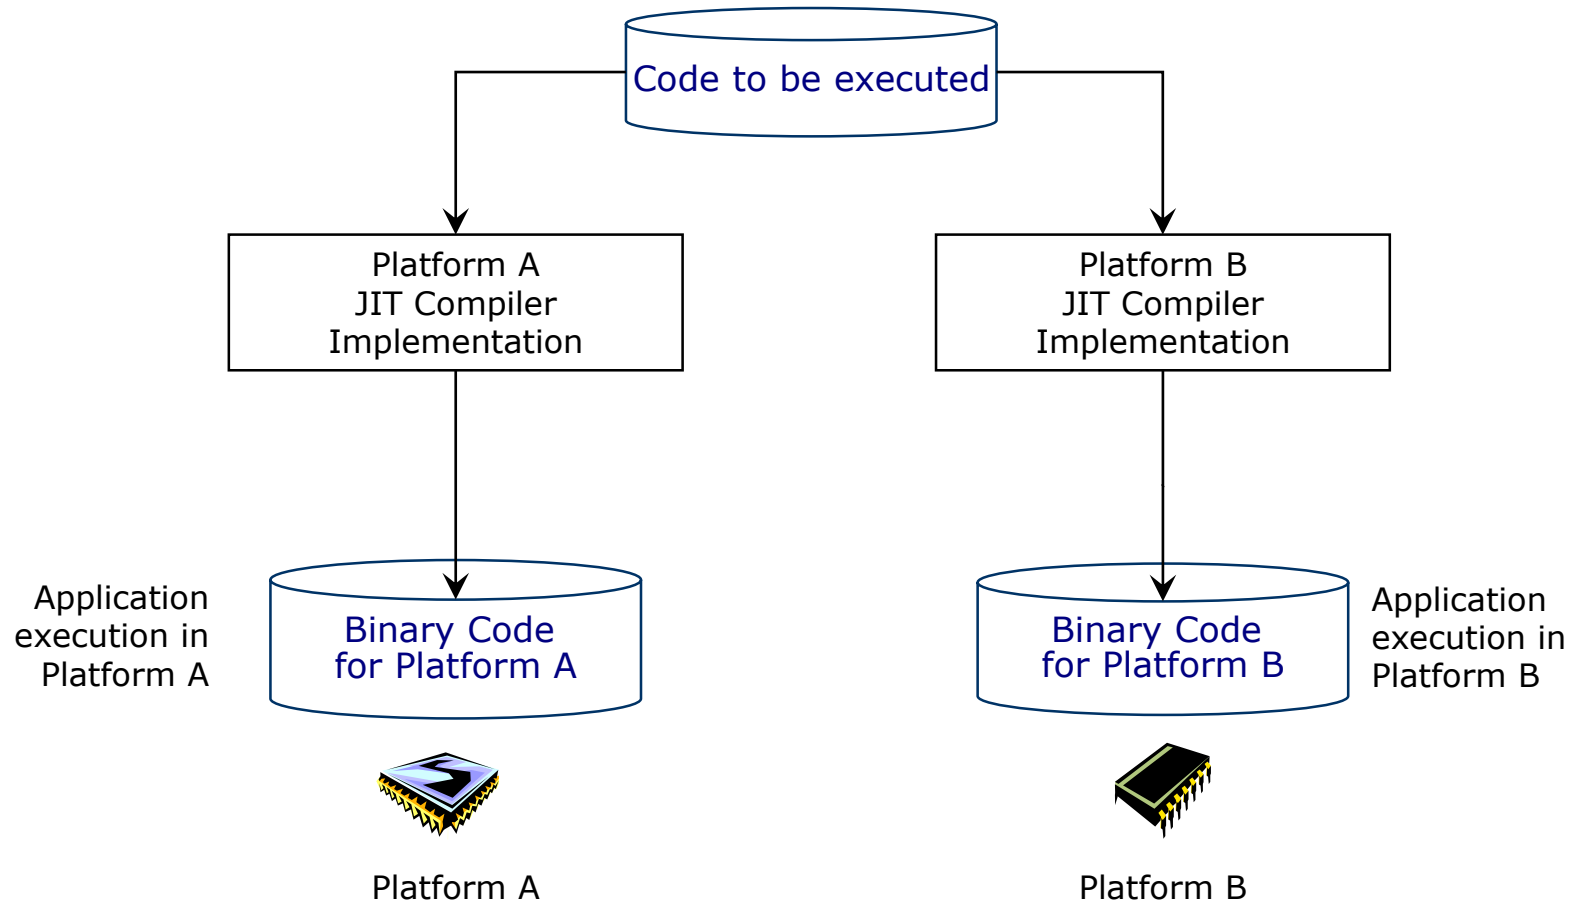 Code to be executed
Platform A
JIT Compiler
Implementation
Platform B
JIT Compiler
Implementation
Application
execution in
Platform A
Binary Code
for Platform A
Binary Code
for Platform B
Application
execution in
Platform B
Platform A
Platform B